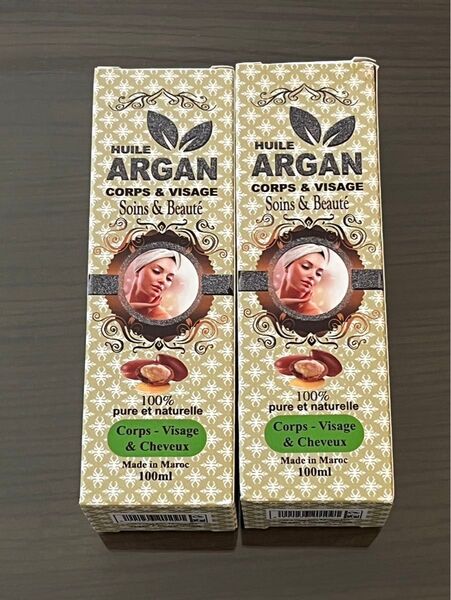 HUILE
ARGAN
CORPS & VISAGE
Soins & Beauté
100%
pure et naturelle
Corps - Visage
& Cheveux
Made in Maroc
100ml
HUILE
ARGAN
CORPS & VISAGE
Soins & Beauté
100%
pure et naturelle
Corps - Visage
& Cheveux
Made in Maroc
100ml